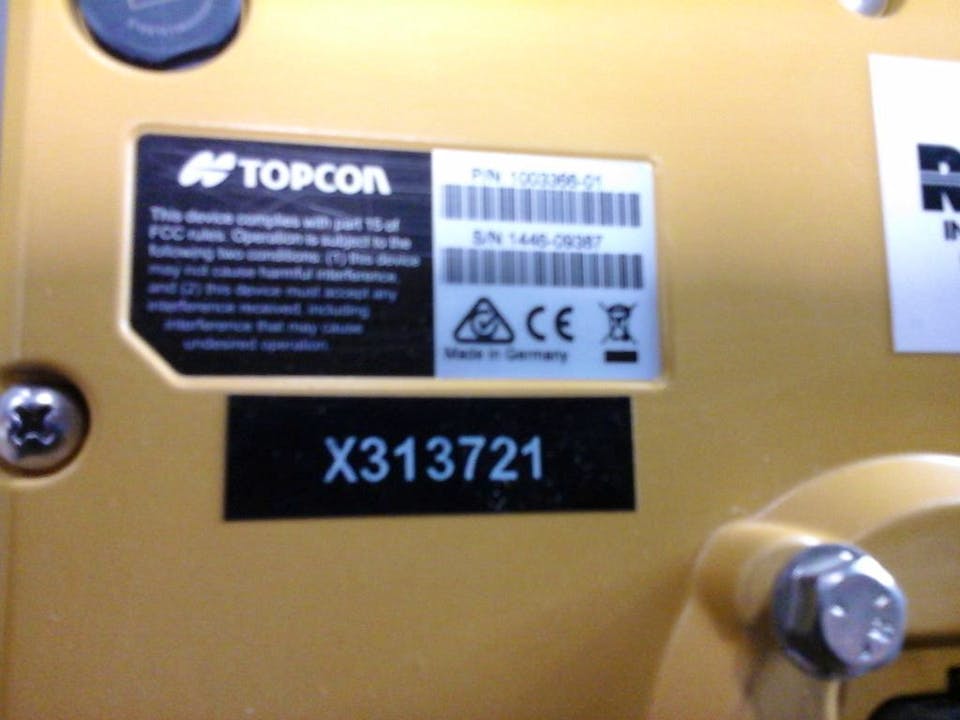 TOPCON
This device complies with part 15 of
FCC rules. Operation is subject to the
following two conditions: (1) this device
may not cause harmful interference
and (2) this device must accept any
interference received, including
interference that may cause
undesired operation.
P/N 1003366-01
S/N 1446-09387
CE
Made in Germany
X313721